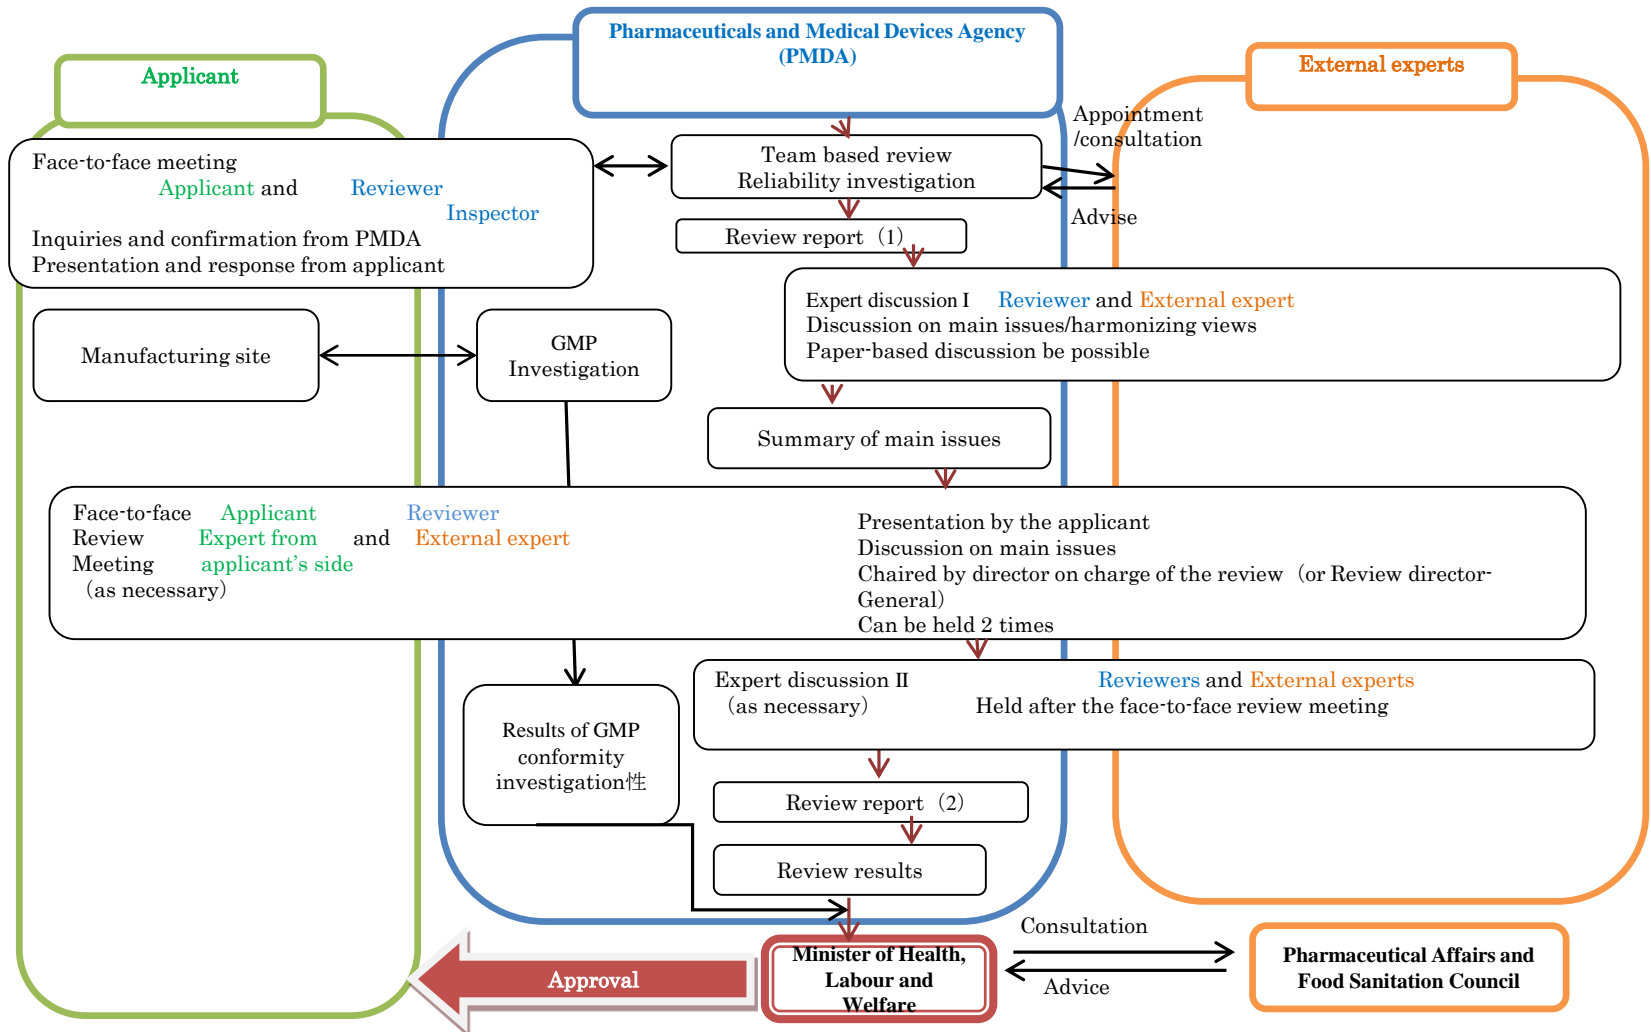 Pharmaceuticals and Medical Devices Agency
(PMDA)
Applicant
External experts
Appointment
/consultation
Face-to-face meeting
Applicant and Reviewer
Inspector
Inquiries and confirmation from PMDA
Presentation and response from applicant
Team based review
Reliability investigation
Advise
Review report（1）
Expert discussion I Reviewer and External expert
Discussion on main issues/harmonizing views
Paper-based discussion be possible
Manufacturing site
GMP
Investigation
Summary of main issues
Face-to-face Applicant Reviewer
Review Expert from and External expert
Meeting applicant's side
（as necessary）
Presentation by the applicant
Discussion on main issues
Chaired by director on charge of the review（or Review director-
General）
Can be held 2 times
Expert discussion Ⅱ Reviewers and External experts
（as necessary） Held after the face-to-face review meeting
Results of GMP
conformity
investigation性
Review report（2）
Review results
Consultation
Minister of Health,
Labour and
Welfare
Approval
Advice
Pharmaceutical Affairs and
Food Sanitation Council